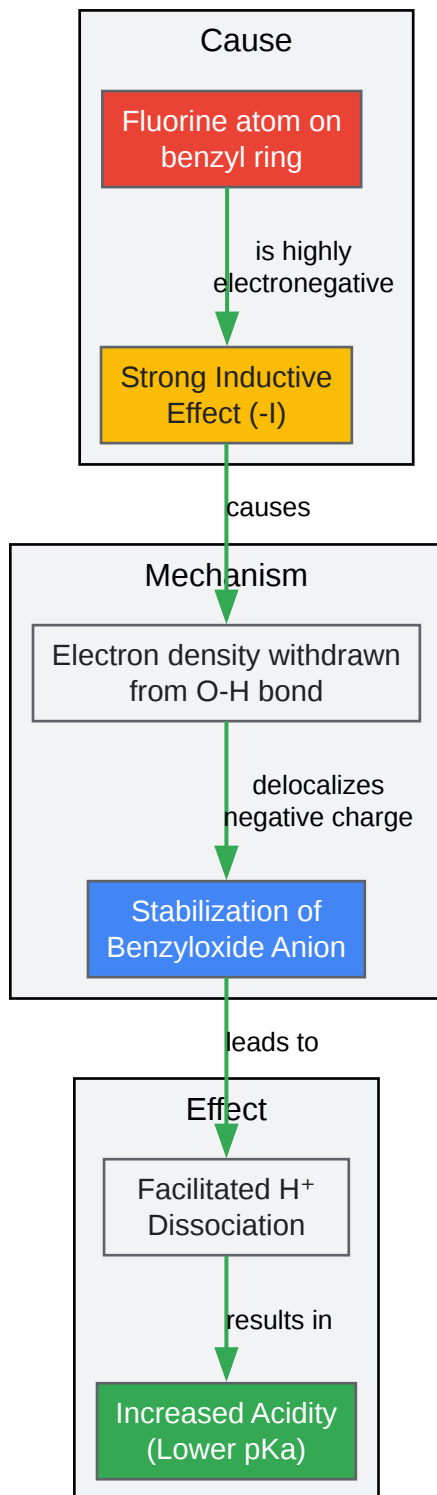 Cause
Fluorine atom on
benzyl ring
is highly
electronegative
Strong Inductive
Effect (-I)
causes
Mechanism
Electron density withdrawn
from O-H bond
delocalizes
negative charge
Stabilization of
Benzyloxide Anion
leads to
Effect
Facilitated H⁺
Dissociation
results in
Increased Acidity
(Lower pKa)